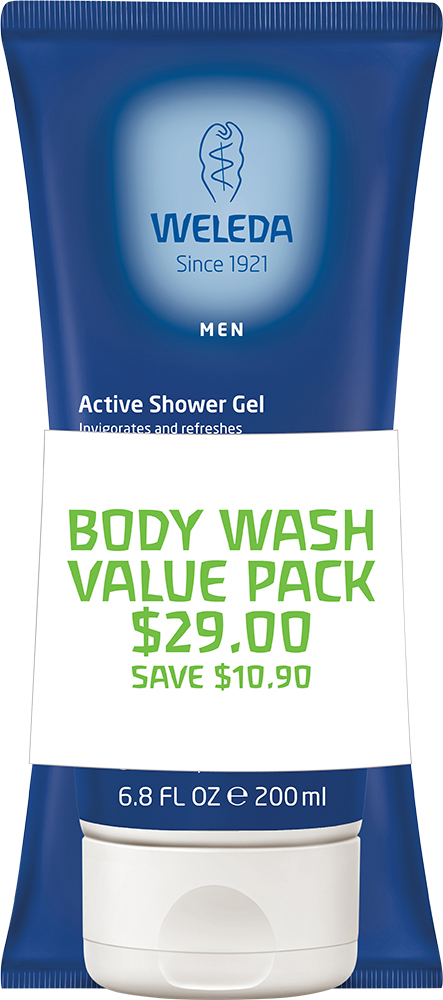 WELEDA
Since 1921
MEN
Active Shower Gel
Invigorates and refreshes
BODY WASH
VALUE PACK
$29.00
SAVE $10.90
6.8 FL OZ ℮ 200 ml